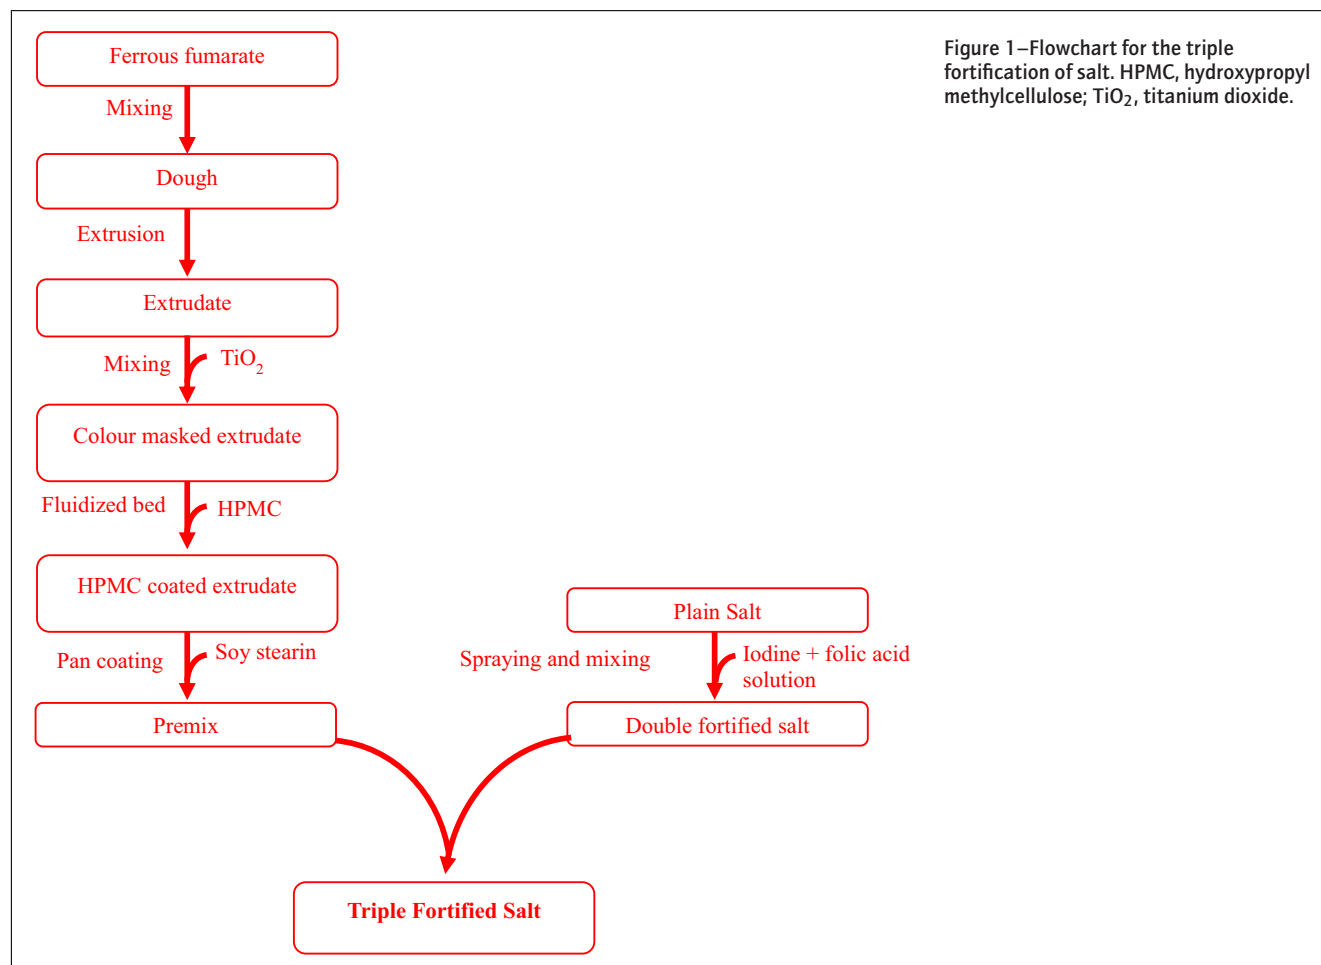 Figure 1–Flowchart for the triple
fortification of salt. HPMC, hydroxypropyl
methylcellulose; TiO2, titanium dioxide.
Ferrous fumarate
Mixing
Dough
Extrusion
Extrudate
Mixing
TiO2
Colour masked extrudate
Fluidized bed
HPMC
HPMC coated extrudate
Pan coating
Soy stearin
Premix
Plain Salt
Spraying and mixing
Iodine + folic acid
solution
Double fortified salt
Triple Fortified Salt